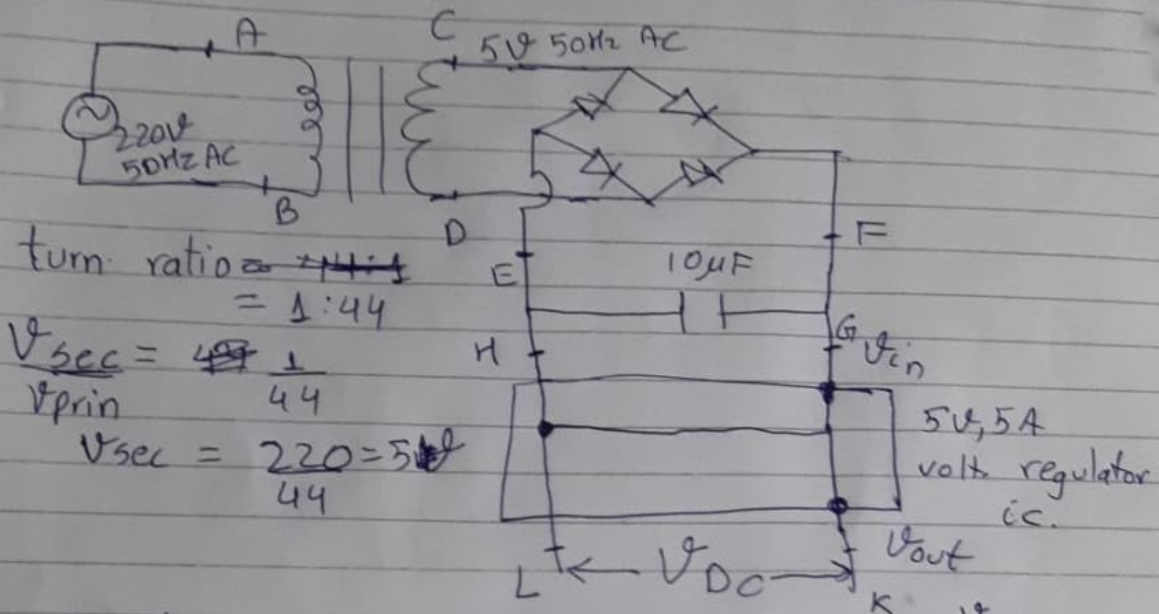 A
C
5V 50Hz AC
220V
50Hz AC
B
D
turn ratio =
= 1:44
E
F
10μF
Vsec = 1
Vprin 44
H
G Vin
Vsec = 220 = 5V
44
5V, 5A
volt. regulator
ic.
Vout
L
VDC
K